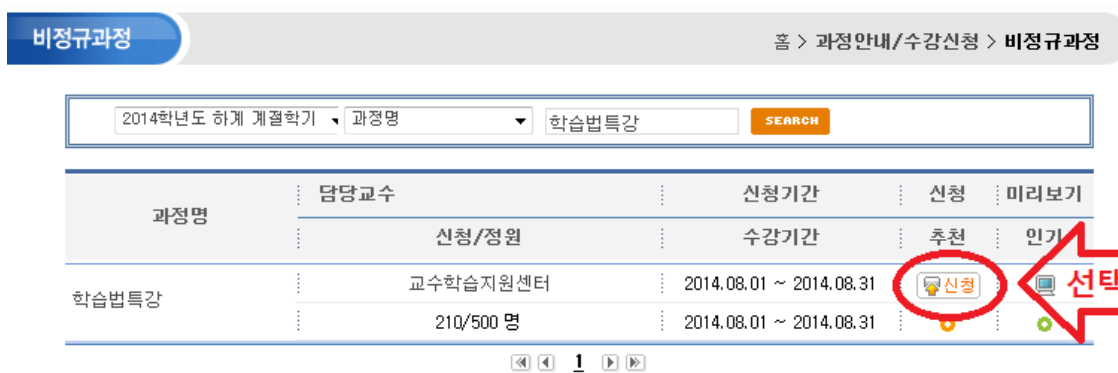 비정규과정
홈 > 과정안내/수강신청 > 비정규과정
2014학년도 하계 계절학기 과정명 학습법특강 SEARCH
과정명
담당교수 신청기간 신청 미리보기
신청/정원 수강기간 추천 인기
학습법특강
교수학습지원센터 2014.08.01 ~ 2014.08.31 신청 선택
210/500 명 2014.08.01 ~ 2014.08.31
1